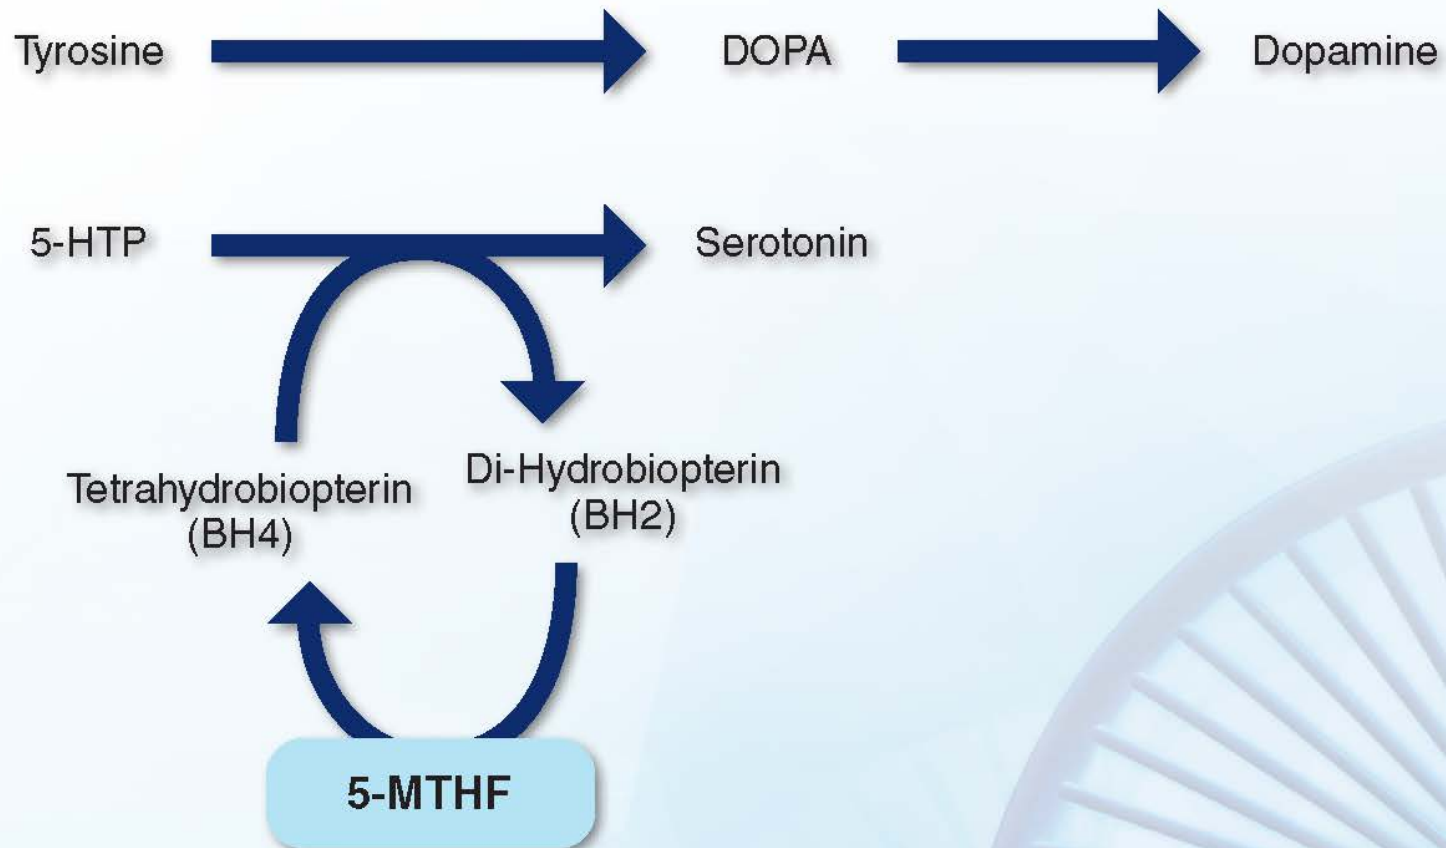 Tyrosine
DOPA
Dopamine
5-HTP
Serotonin
Tetrahydrobiopterin
(BH4)
Di-Hydrobiopterin
(BH2)
5-MTHF